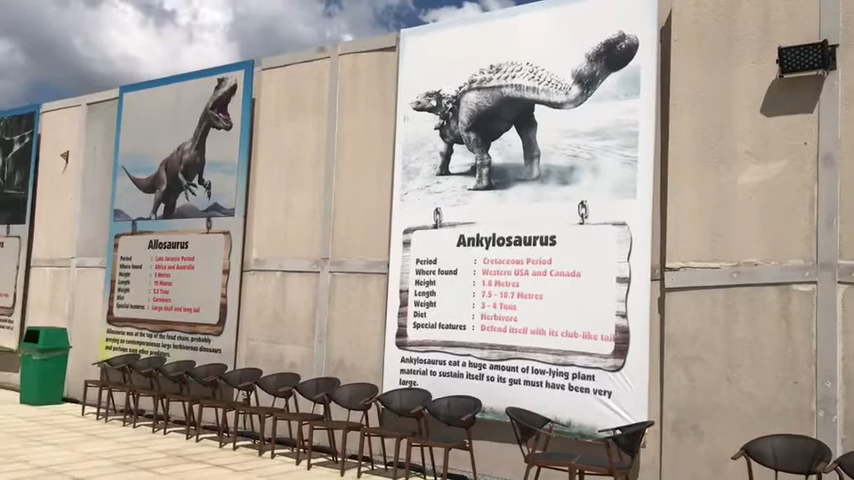 Allosaurus
Period : Late Jurassic Period
Where found : Africa and Australia
Height : 5 Metres
Length : 12 Metres
Weight
Diet : Carnivore
Special features : Large skull and long tail
Allosaurus was at the top of the food chain, probably
preying on contemporaneous large herbivorous dinosaurs
and perhaps even other predators.
Ankylosaurus
Period : Cretaceous Period
Where found : Western USA and Canada
Height : 1.8 Metres
Length : 7.5 - 10.7 Metres
Weight : 3 - 6 Tons
Diet : Herbivore
Special features : Defend itself with its club-like tail
Ankylosaurus eat a huge amount of low-lying plant
material to sustain itself so its gut must have been very
large.